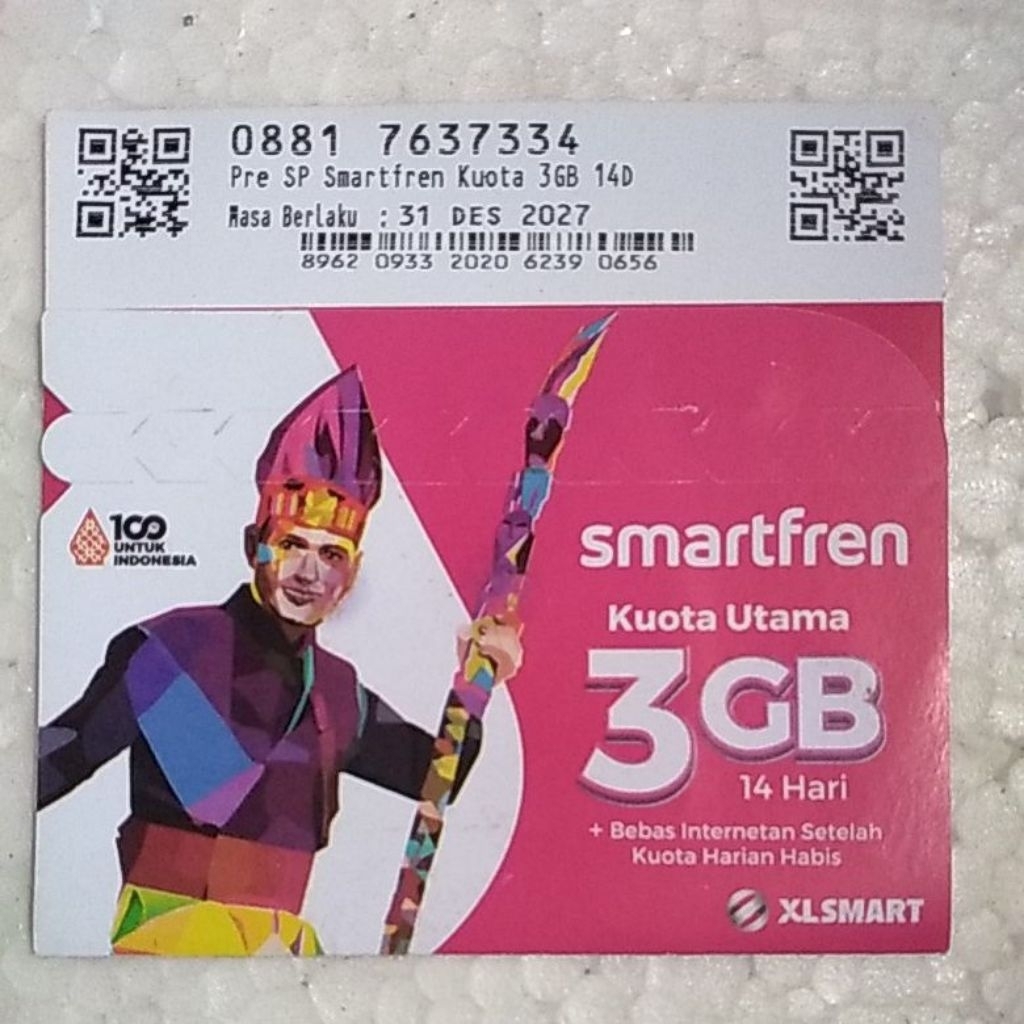 0881 7637334
Pre SP Smartfren Kuota 3GB 14D
Masa Berlaku : 31 DES 2027
8962 0933 2020 6239 0656
100
UNTUK
INDONESIA
smartfren
Kuota Utama
3GB
14 Hari
+ Bebas Internetan Setelah
Kuota Harian Habis
XLSMART